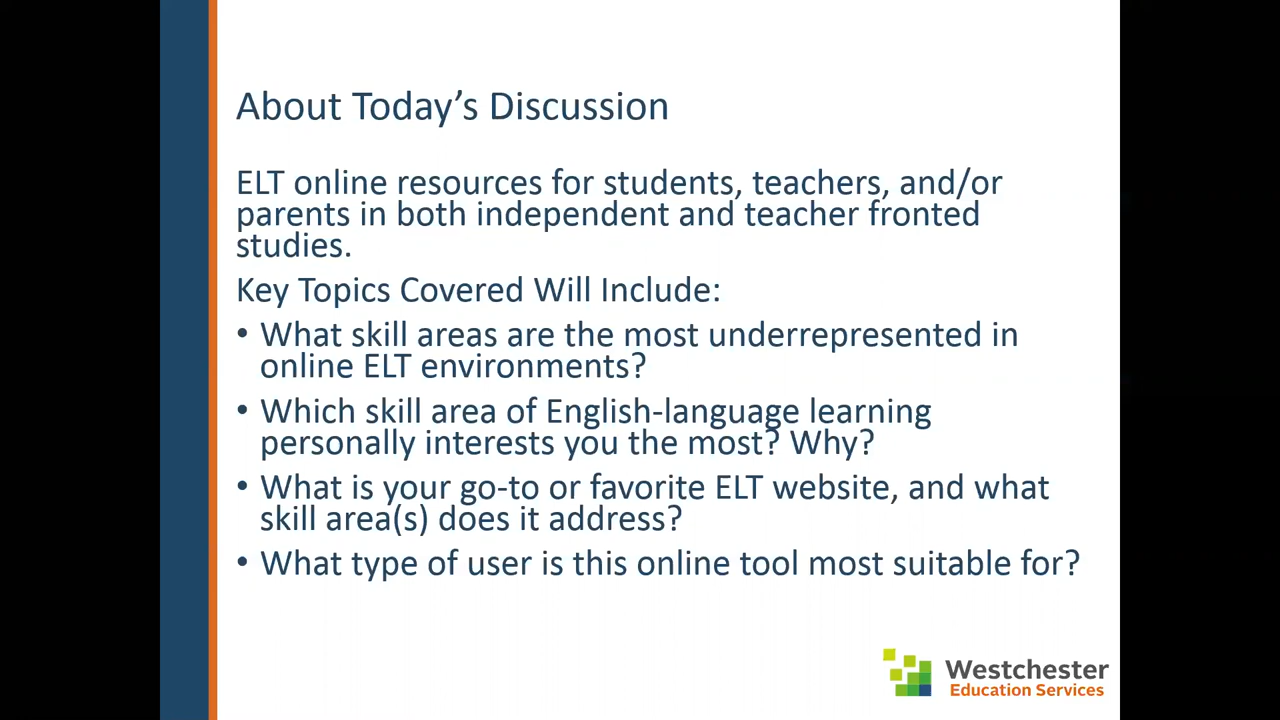 About Today’s Discussion
ELT online resources for students, teachers, and/or
parents in both independent and teacher fronted
studies.
Key Topics Covered Will Include:
• What skill areas are the most underrepresented in
online ELT environments?
• Which skill area of English-language learning
personally interests you the most? Why?
• What is your go-to or favorite ELT website, and what
skill area(s) does it address?
• What type of user is this online tool most suitable for?
Westchester
Education Services